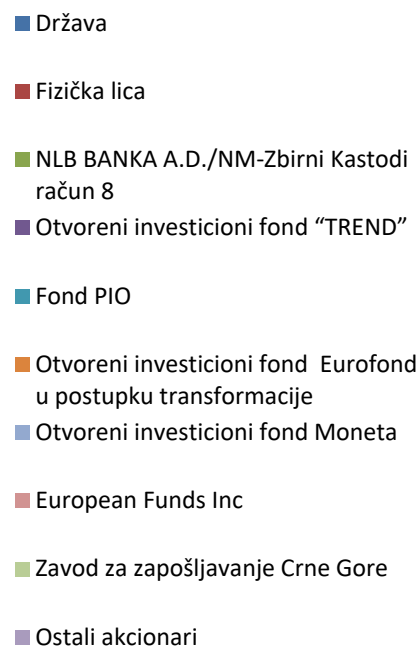 Država
Fizička lica
NLB BANKA A.D./NM-Zbirni Kastodi
račun 8
Otvoreni investicioni fond “TREND”
Fond PIO
Otvoreni investicioni fond  Eurofond
u postupku transformacije
Otvoreni investicioni fond Moneta
European Funds Inc
Zavod za zapošljavanje Crne Gore
Ostali akcionari